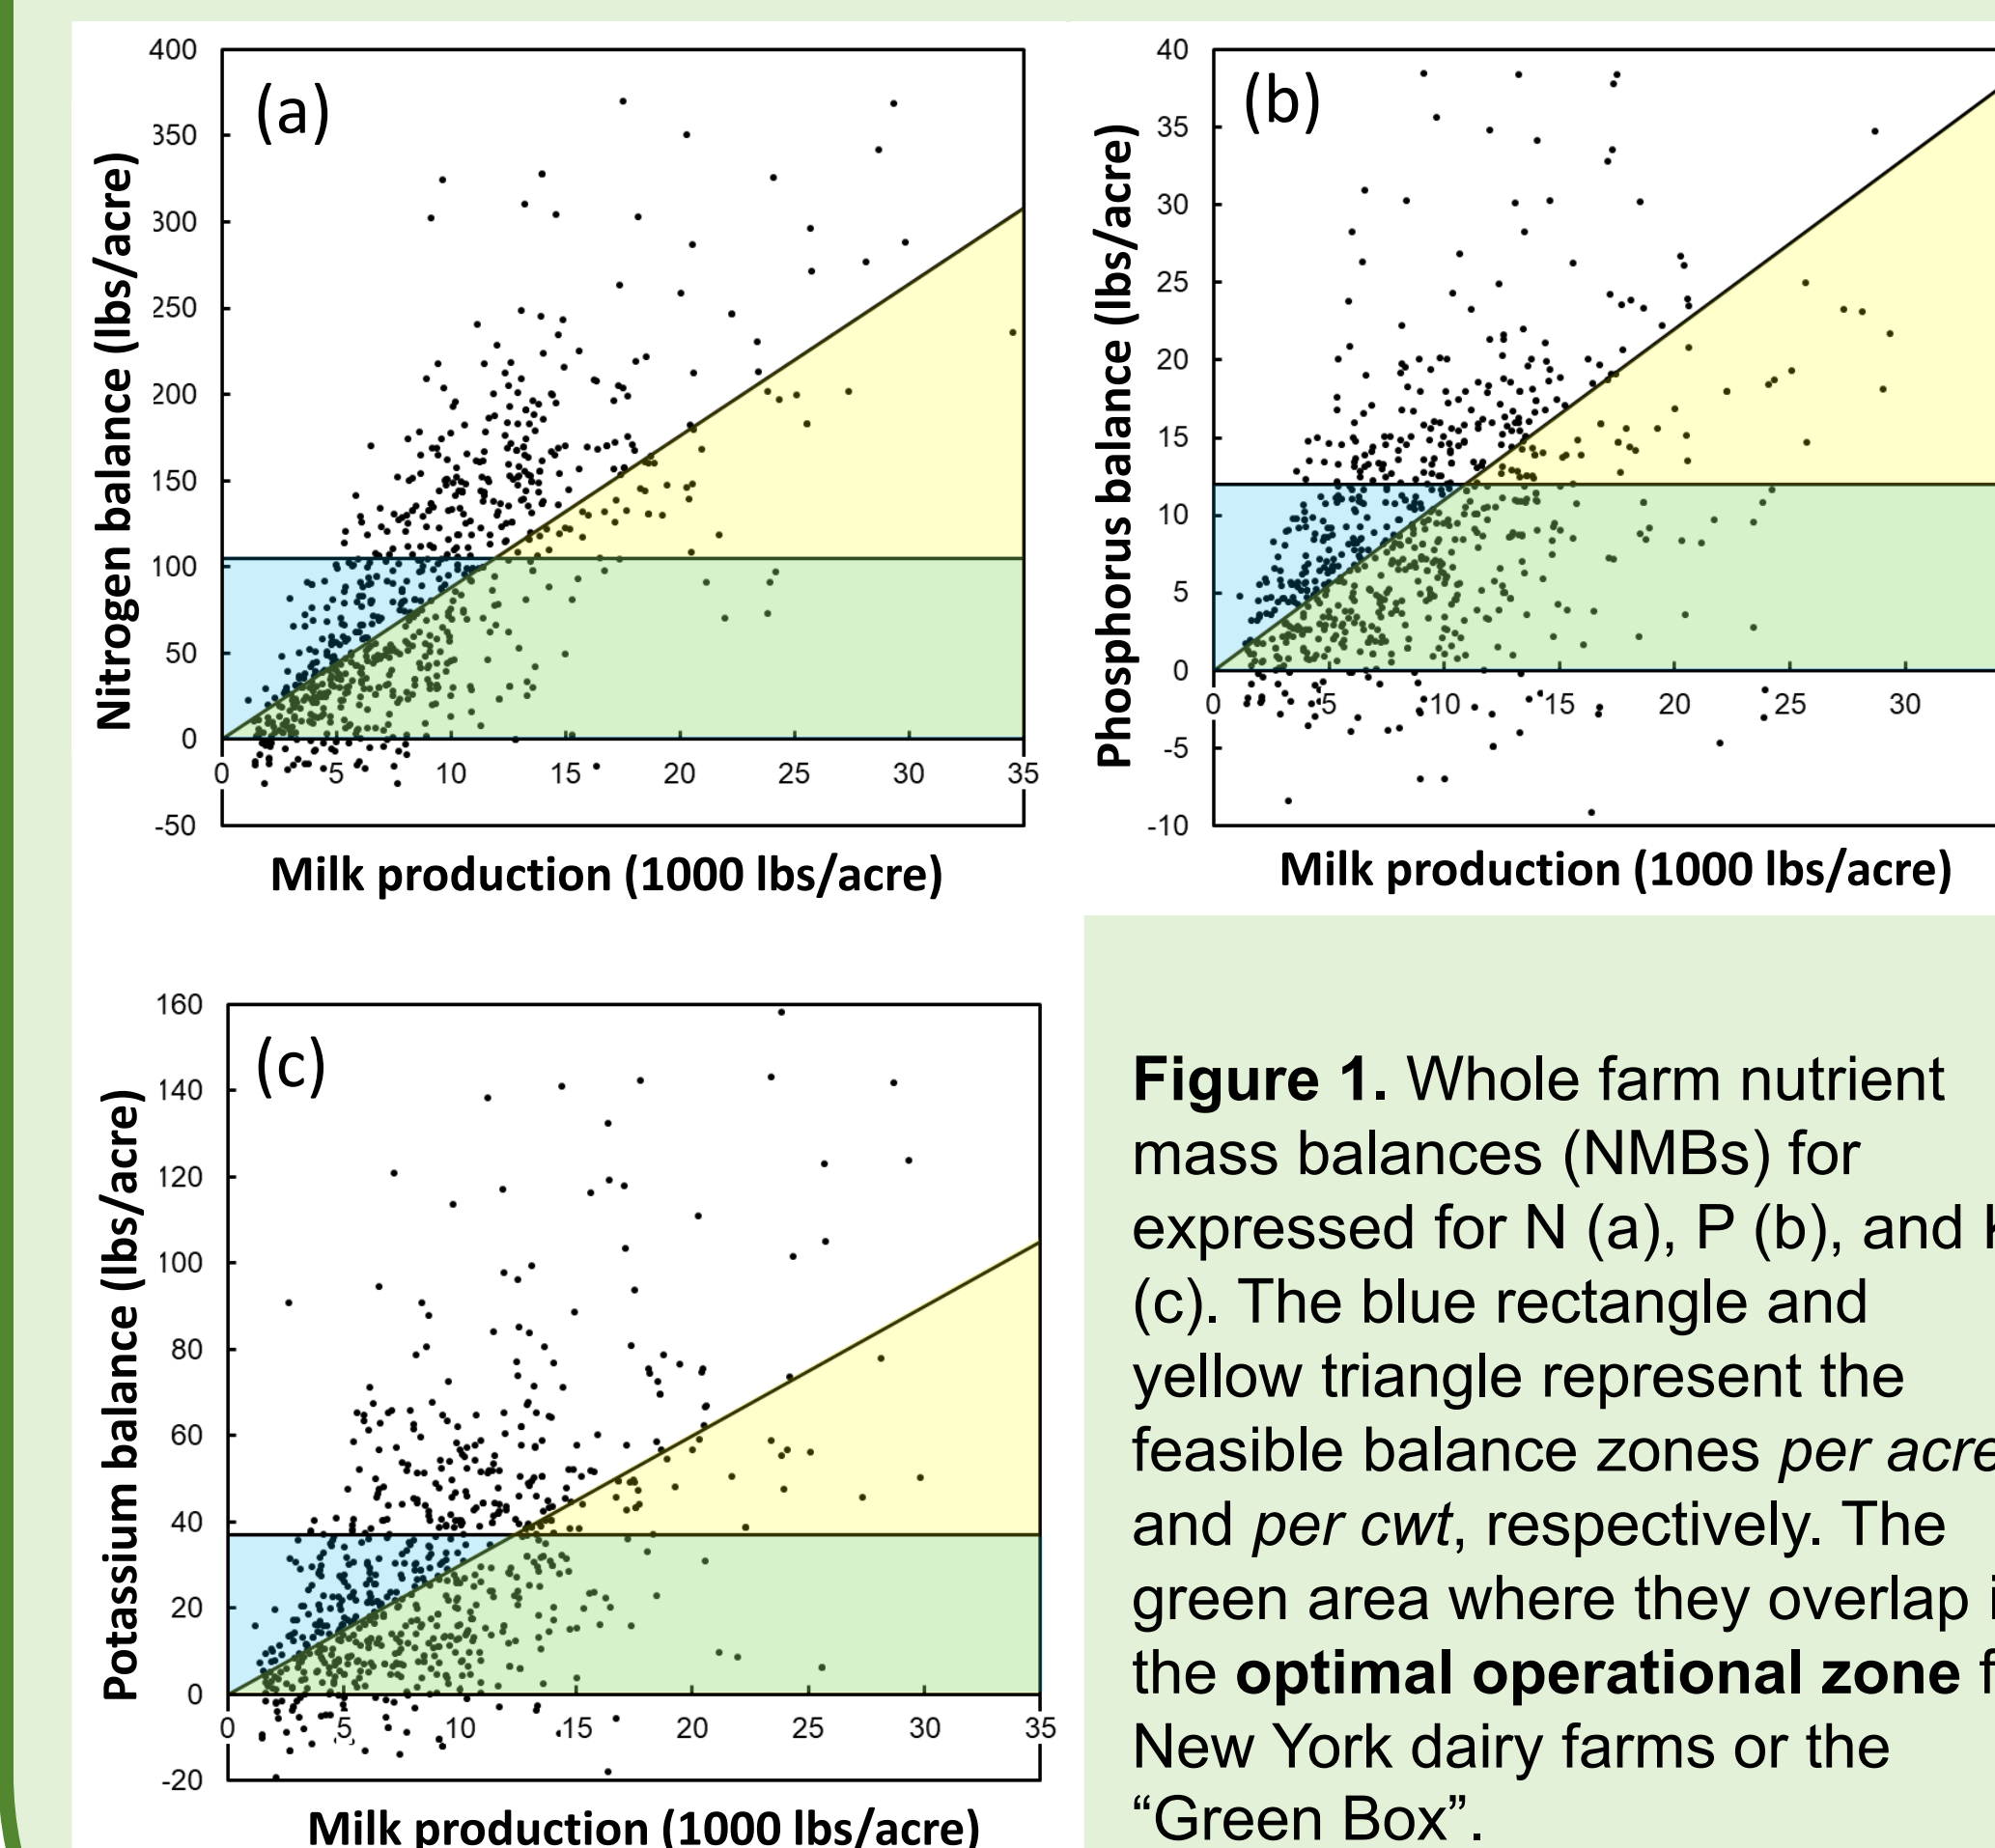 (a)
Nitrogen balance (lbs/acre)
400
350
300
250
200
150
100
50
0
-50
0 5 10 15 20 25 30 35
Milk production (1000 lbs/acre)
(b)
Phosphorus balance (lbs/acre)
40
35
30
25
20
15
10
5
0
-5
-10
0 5 10 15 20 25 30
Milk production (1000 lbs/acre)
(c)
Potassium balance (lbs/acre)
160
140
120
100
80
60
40
20
0
-20
0 5 10 15 20 25 30 35
Milk production (1000 lbs/acre)
Figure 1. Whole farm nutrient
mass balances (NMBs) for
expressed for N (a), P (b), and
(c). The blue rectangle and
yellow triangle represent the
feasible balance zones per acre
and per cwt, respectively. The
green area where they overlap
the optimal operational zone
New York dairy farms or the
“Green Box”.